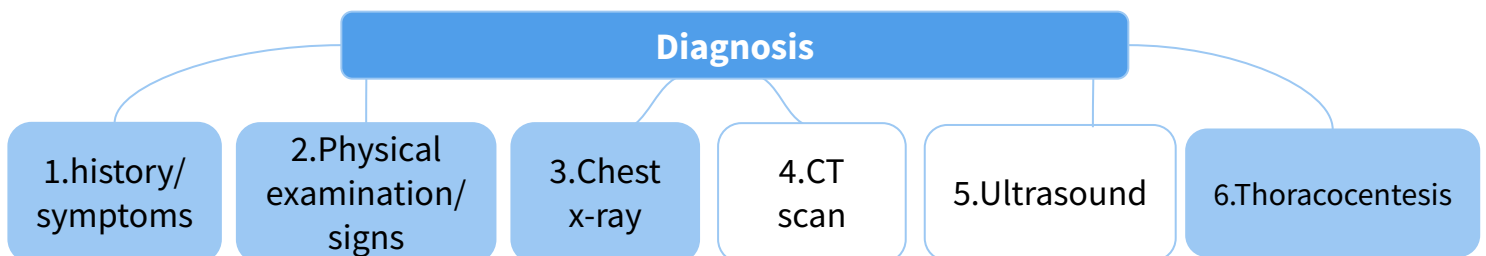 Diagnosis
1.history/
symptoms
2.Physical
examination/
signs
3.Chest
x-ray
4.CT
scan
5.Ultrasound
6.Thoracocentesis